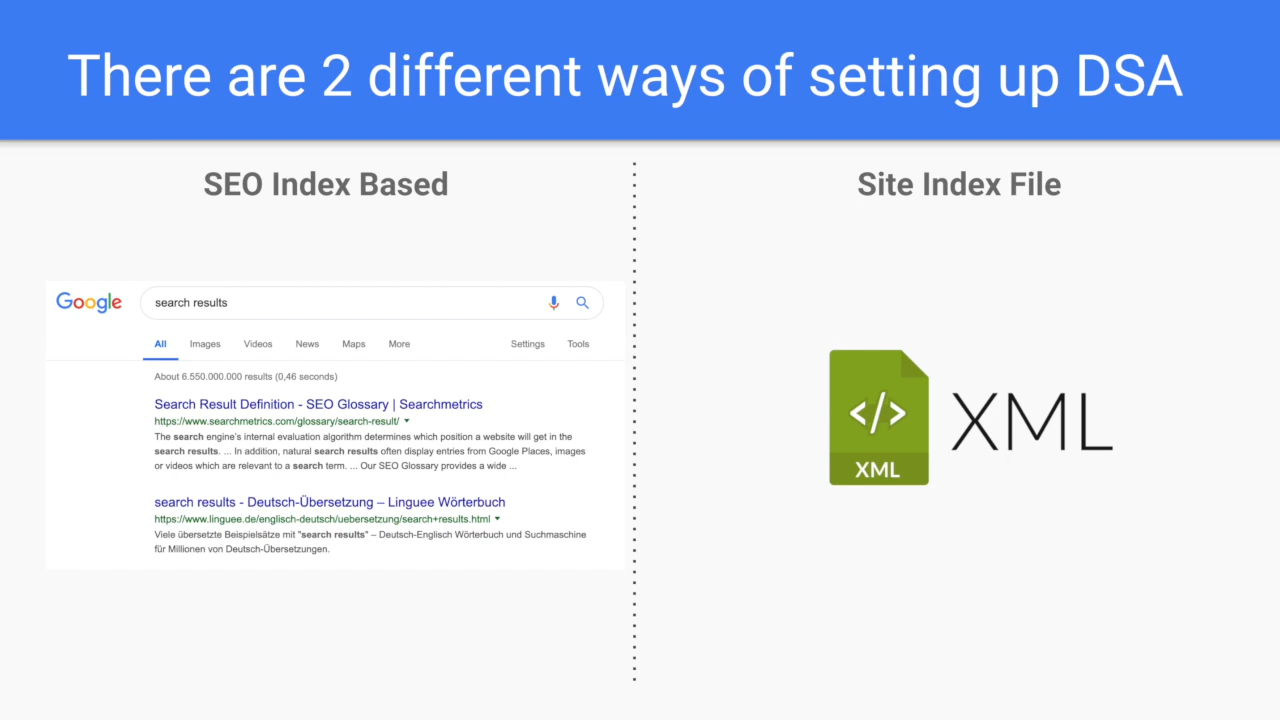 There are 2 different ways of setting up DSA
SEO Index Based
Google
search results
All Images Videos News Maps More Settings Tools
About 6.550.000.000 results (0,46 seconds)
Search Result Definition - SEO Glossary | Searchmetrics
https://www.searchmetrics.com/glossary/search-result/
The search engine's internal evaluation algorithm determines which position a website will get in the
search results. ... In addition, natural search results often display entries from Google Places, images
or videos which are relevant to a search term. ... Our SEO Glossary provides a wide ...
search results - Deutsch-Übersetzung – Linguee Wörterbuch
https://www.linguee.de/englisch-deutsch/uebersetzung/search+results.html
Viele übersetzte Beispielsätze mit "search results" – Deutsch-Englisch Wörterbuch und Suchmaschine
für Millionen von Deutsch-Übersetzungen.
Site Index File
</>
XML
XML